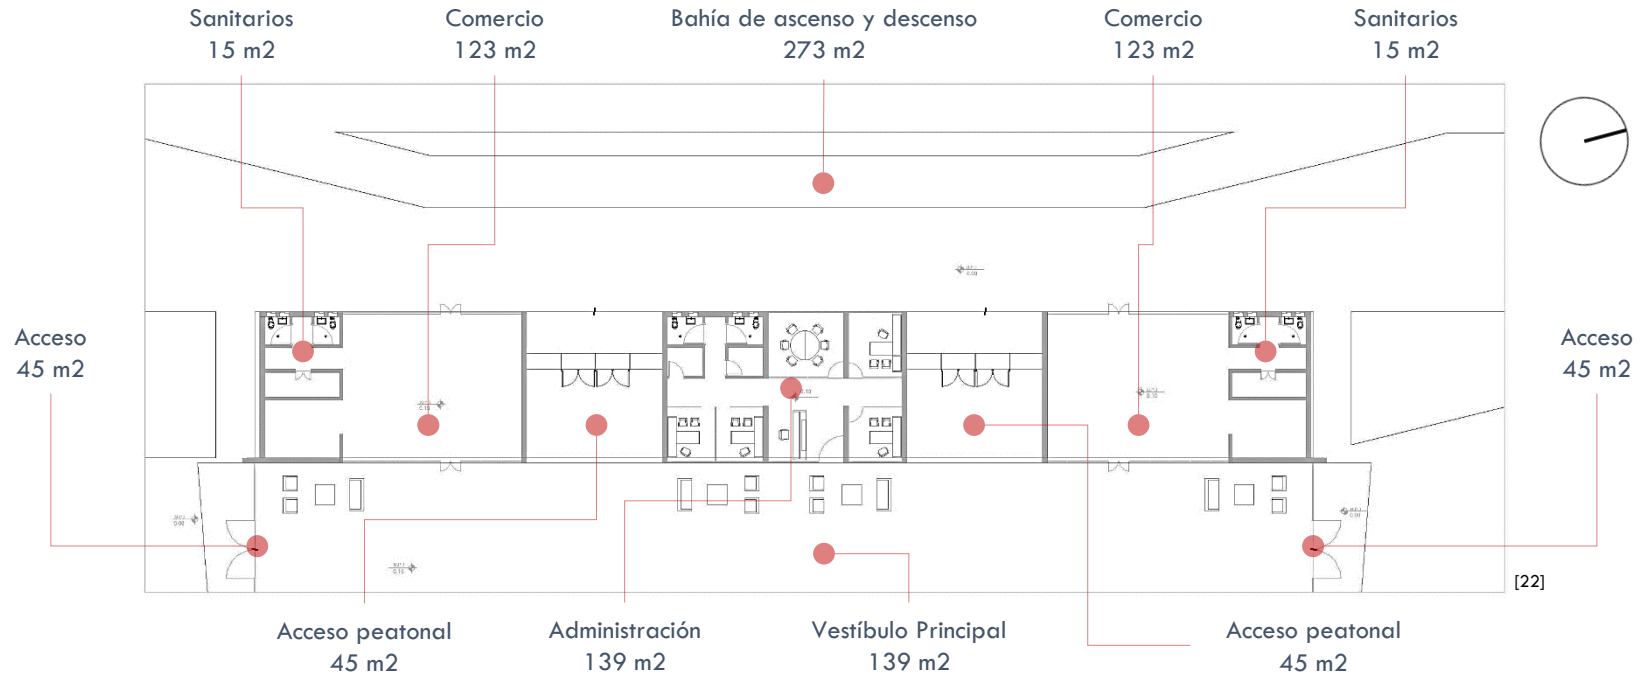 Sanitarios
15 m2
Comercio
123 m2
Bahía de ascenso y descenso
273 m2
Comercio
123 m2
Sanitarios
15 m2
Acceso
45 m2
Acceso
45 m2
[22]
Acceso peatonal
45 m2
Administración
139 m2
Vestíbulo Principal
139 m2
Acceso peatonal
45 m2